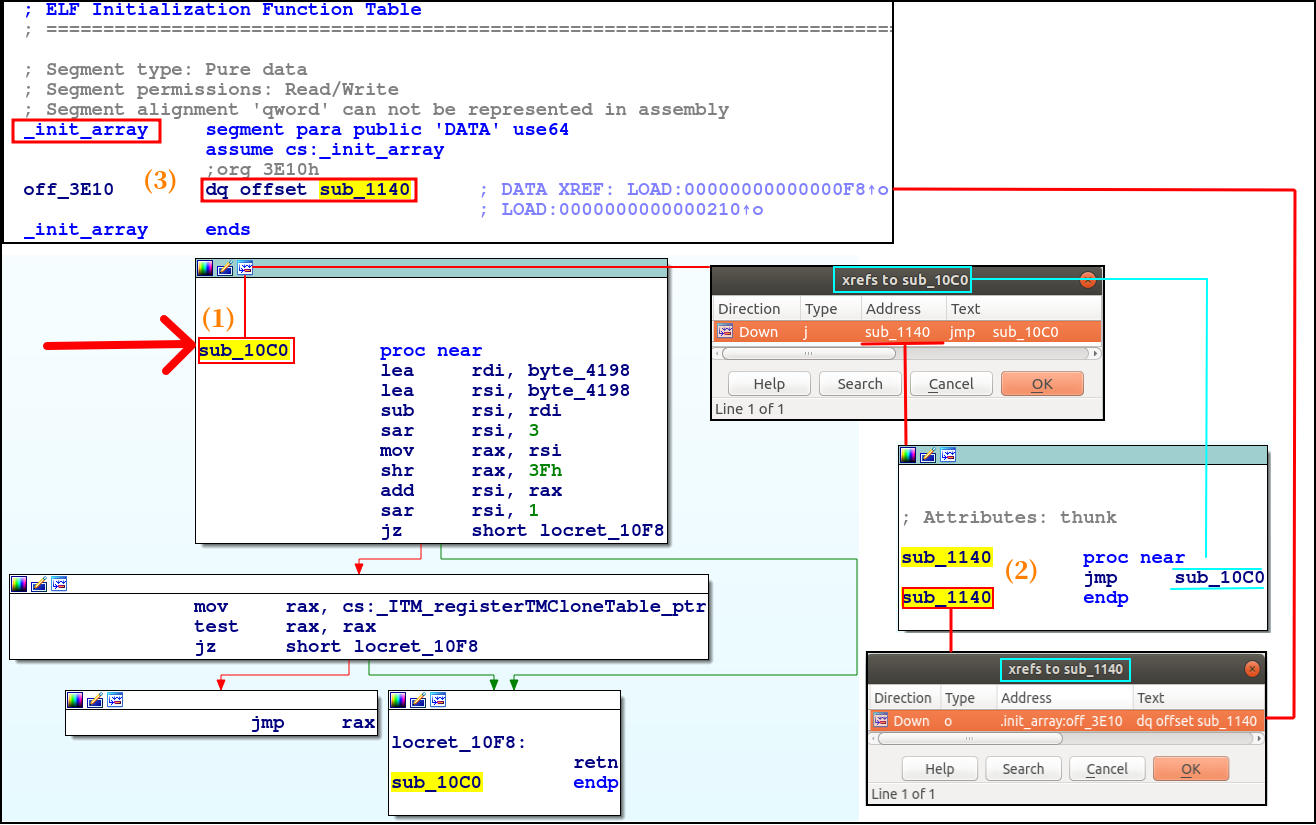 ; ELF Initialization Function Table
; ===========================================================================
; Segment type: Pure data
; Segment permissions: Read/Write
; Segment alignment 'qword' can not be represented in assembly
_init_array segment para public 'DATA' use64
assume cs:_init_array
;org 3E10h
(3)
off_3E10 dq offset sub_1140 ; DATA XREF: LOAD:00000000000000F8↑o
; LOAD:0000000000000210↑o
_init_array ends
(1)
sub_10C0 proc near
lea rdi, byte_4198
lea rsi, byte_4198
sub rsi, rdi
sar rsi, 3
mov rax, rsi
shr rax, 3Fh
add rsi, rax
sar rsi, 1
jz short locret_10F8
mov rax, cs:_ITM_registerTMCloneTable_ptr
test rax, rax
jz short locret_10F8
jmp rax
locret_10F8:
retn
sub_10C0 endp
xrefs to sub_10C0
Direction Type Address Text
Down j sub_1140 jmp sub_10C0
Help Search Cancel OK
Line 1 of 1
; Attributes: thunk
sub_1140 proc near
(2)
jmp sub_10C0
sub_1140 endp
xrefs to sub_1140
Direction Type Address Text
Down o .init_array:off_3E10 dq offset sub_1140
Help Search Cancel OK
Line 1 of 1